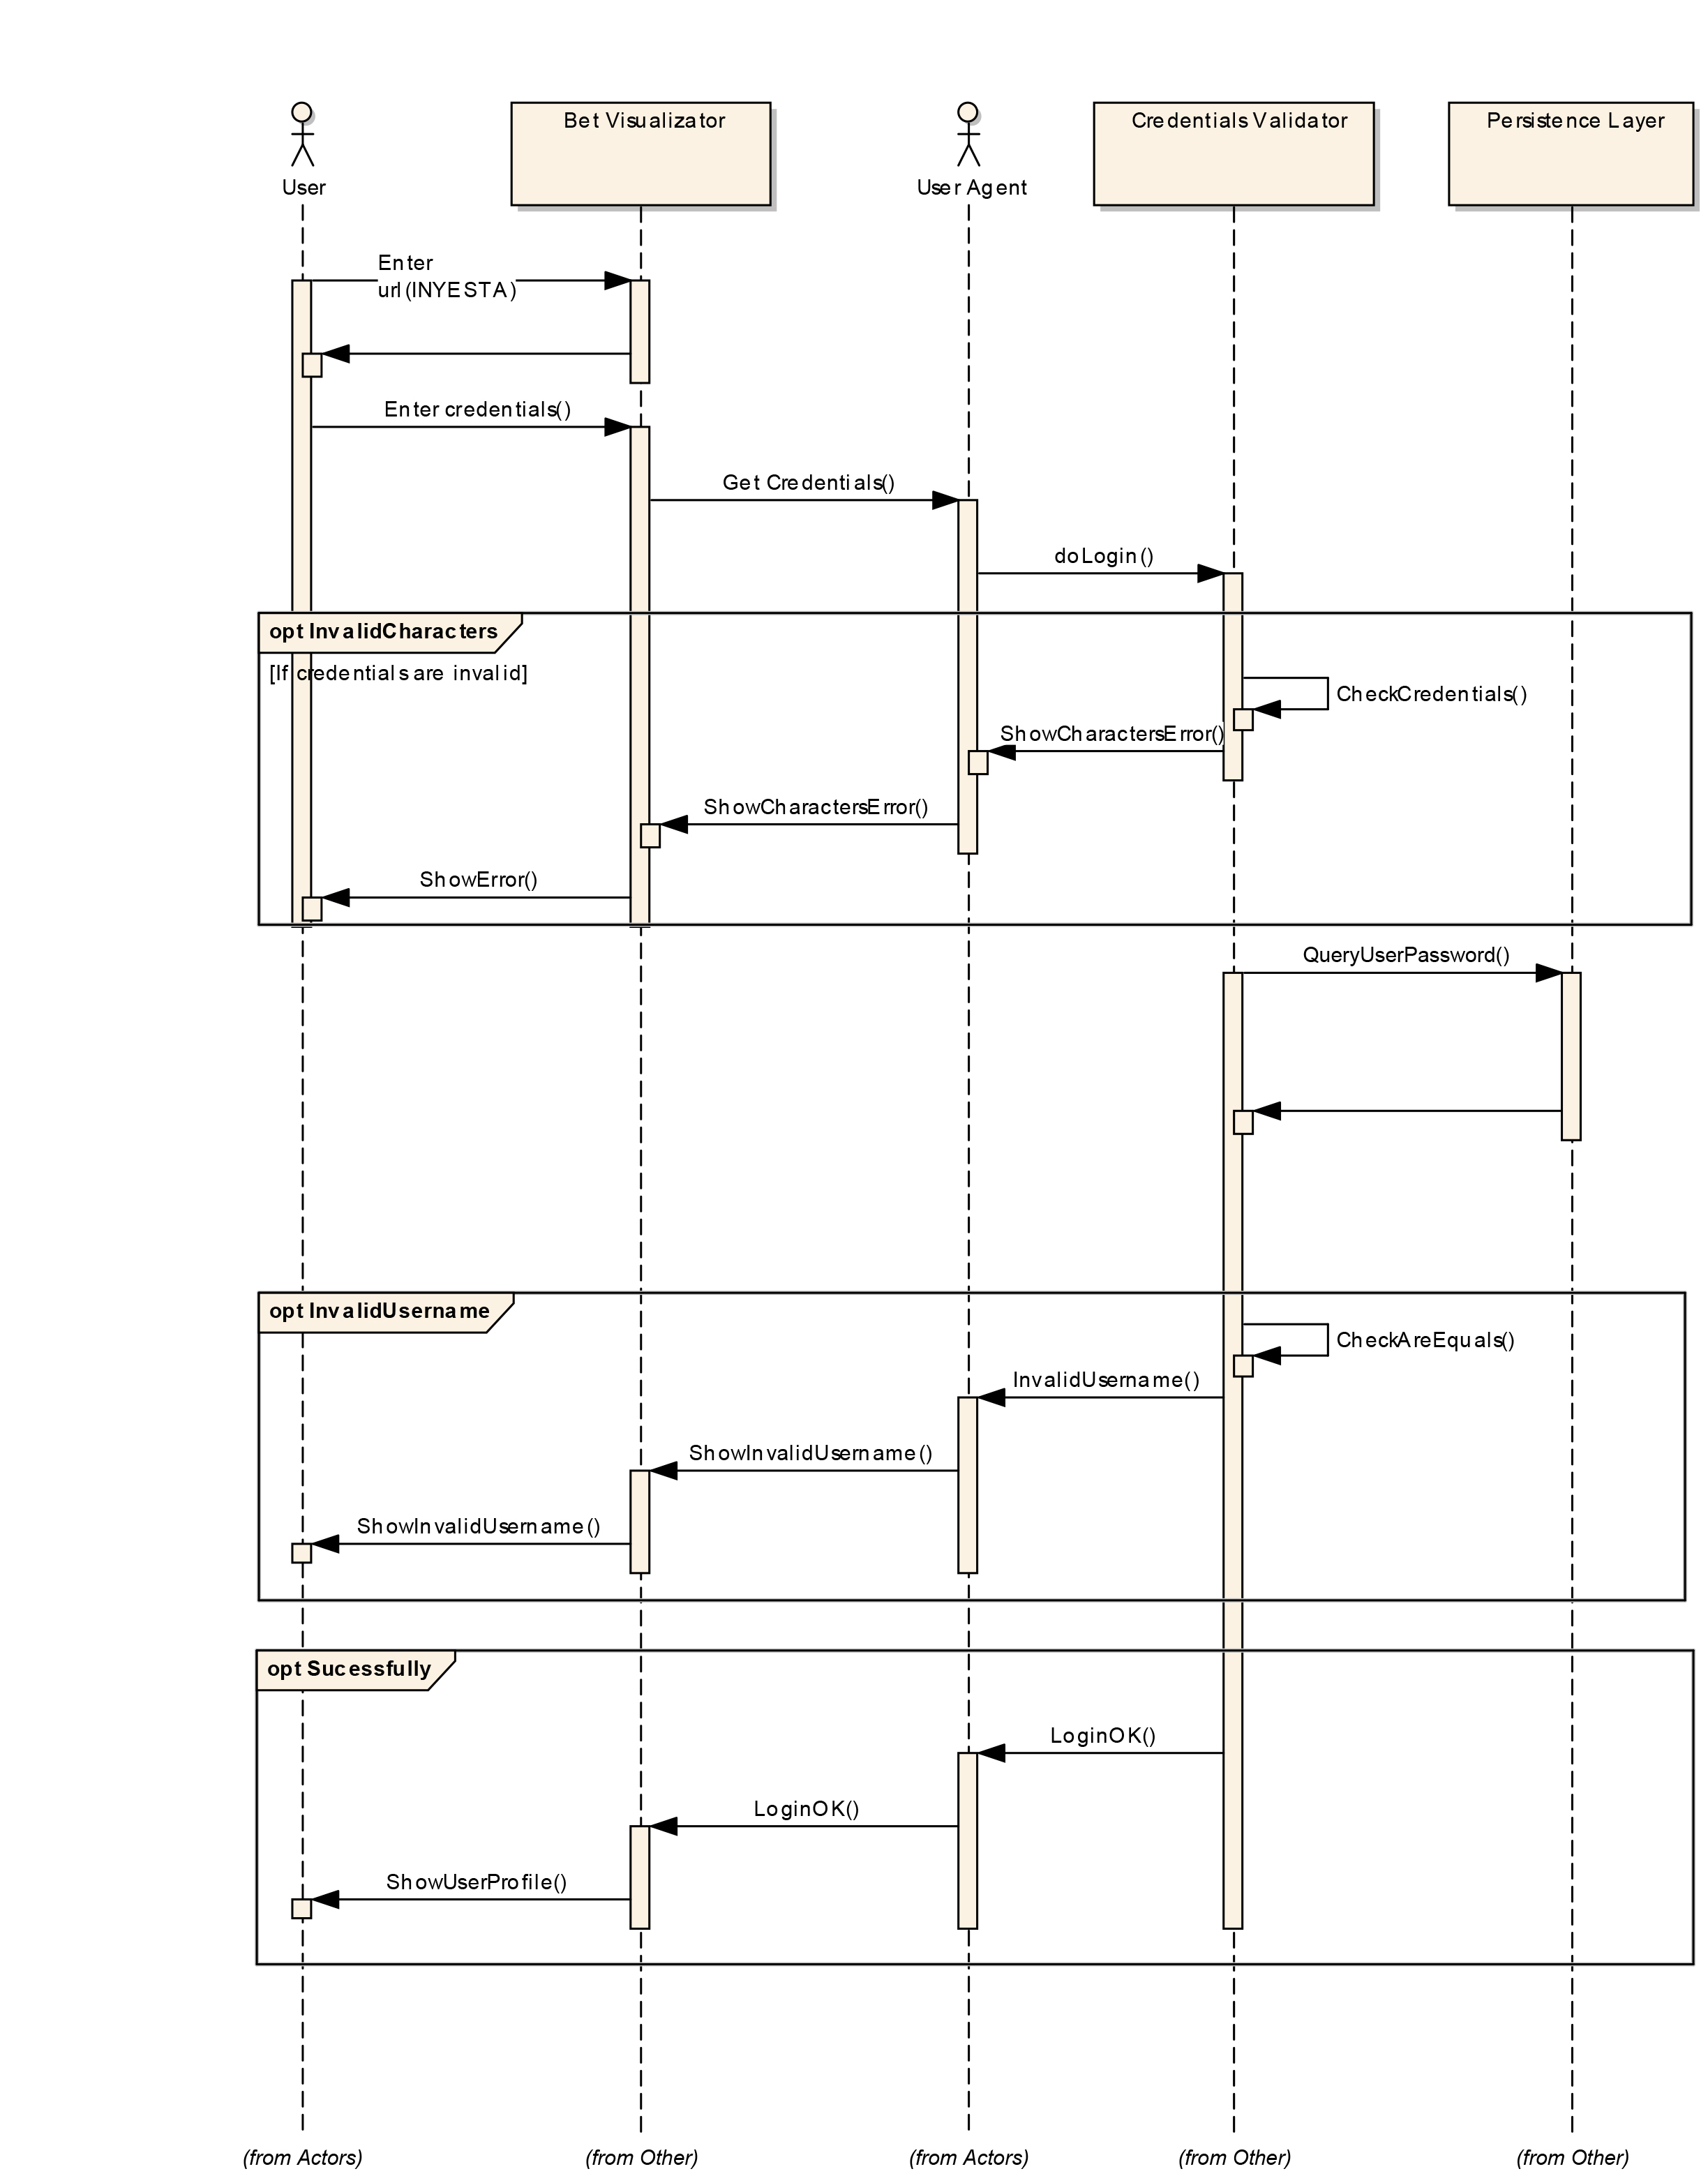 User
Bet Visualizator
User Agent
Credentials Validator
Persistence Layer
Enter
url(INYESTA)
Enter credentials()
Get Credentials()
doLogin()
opt InvalidCharacters
[If credentials are invalid]
CheckCredentials()
ShowCharactersError()
ShowCharactersError()
ShowError()
QueryUserPassword()
opt InvalidUsername
CheckAreEquals()
InvalidUsername()
ShowInvalidUsername()
ShowInvalidUsername()
opt Sucessfully
LoginOK()
LoginOK()
ShowUserProfile()
(from Actors)
(from Other)
(from Actors)
(from Other)
(from Other)